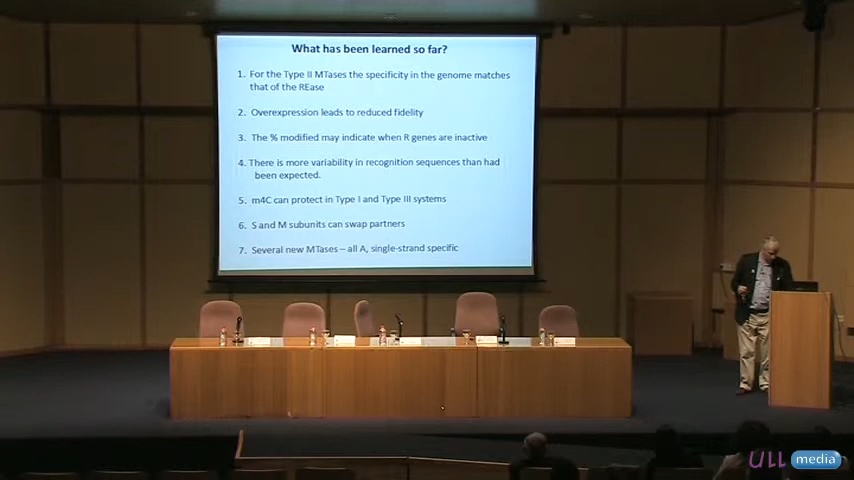 What has been learned so far?
1. For the Type II MTases the specificity in the genome matches
that of the REase
2. Overexpression leads to reduced fidelity
3. The % modified may indicate when R genes are inactive
4. There is more variability in recognition sequences than had
been expected.
5. m4C can protect in Type I and Type III systems
6. S and M subunits can swap partners
7. Several new MTases – all A, single-strand specific
ULL media